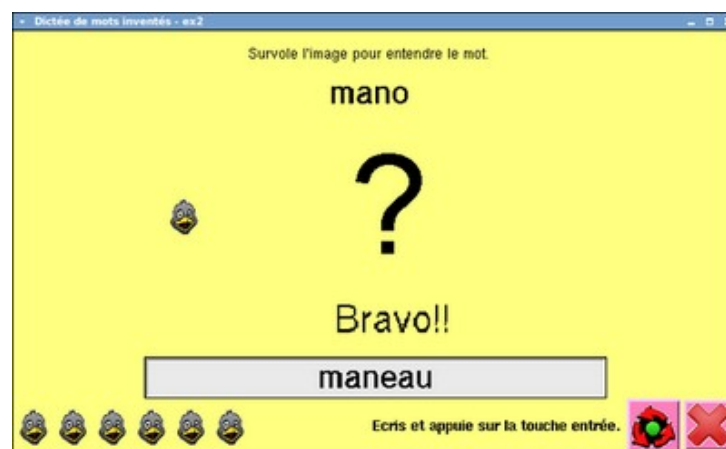 Dictée de mots inventés - ex2
Survole l'image pour entendre le mot.
mano
?
Bravo!!
maneau
Ecris et appuie sur la touche entrée.